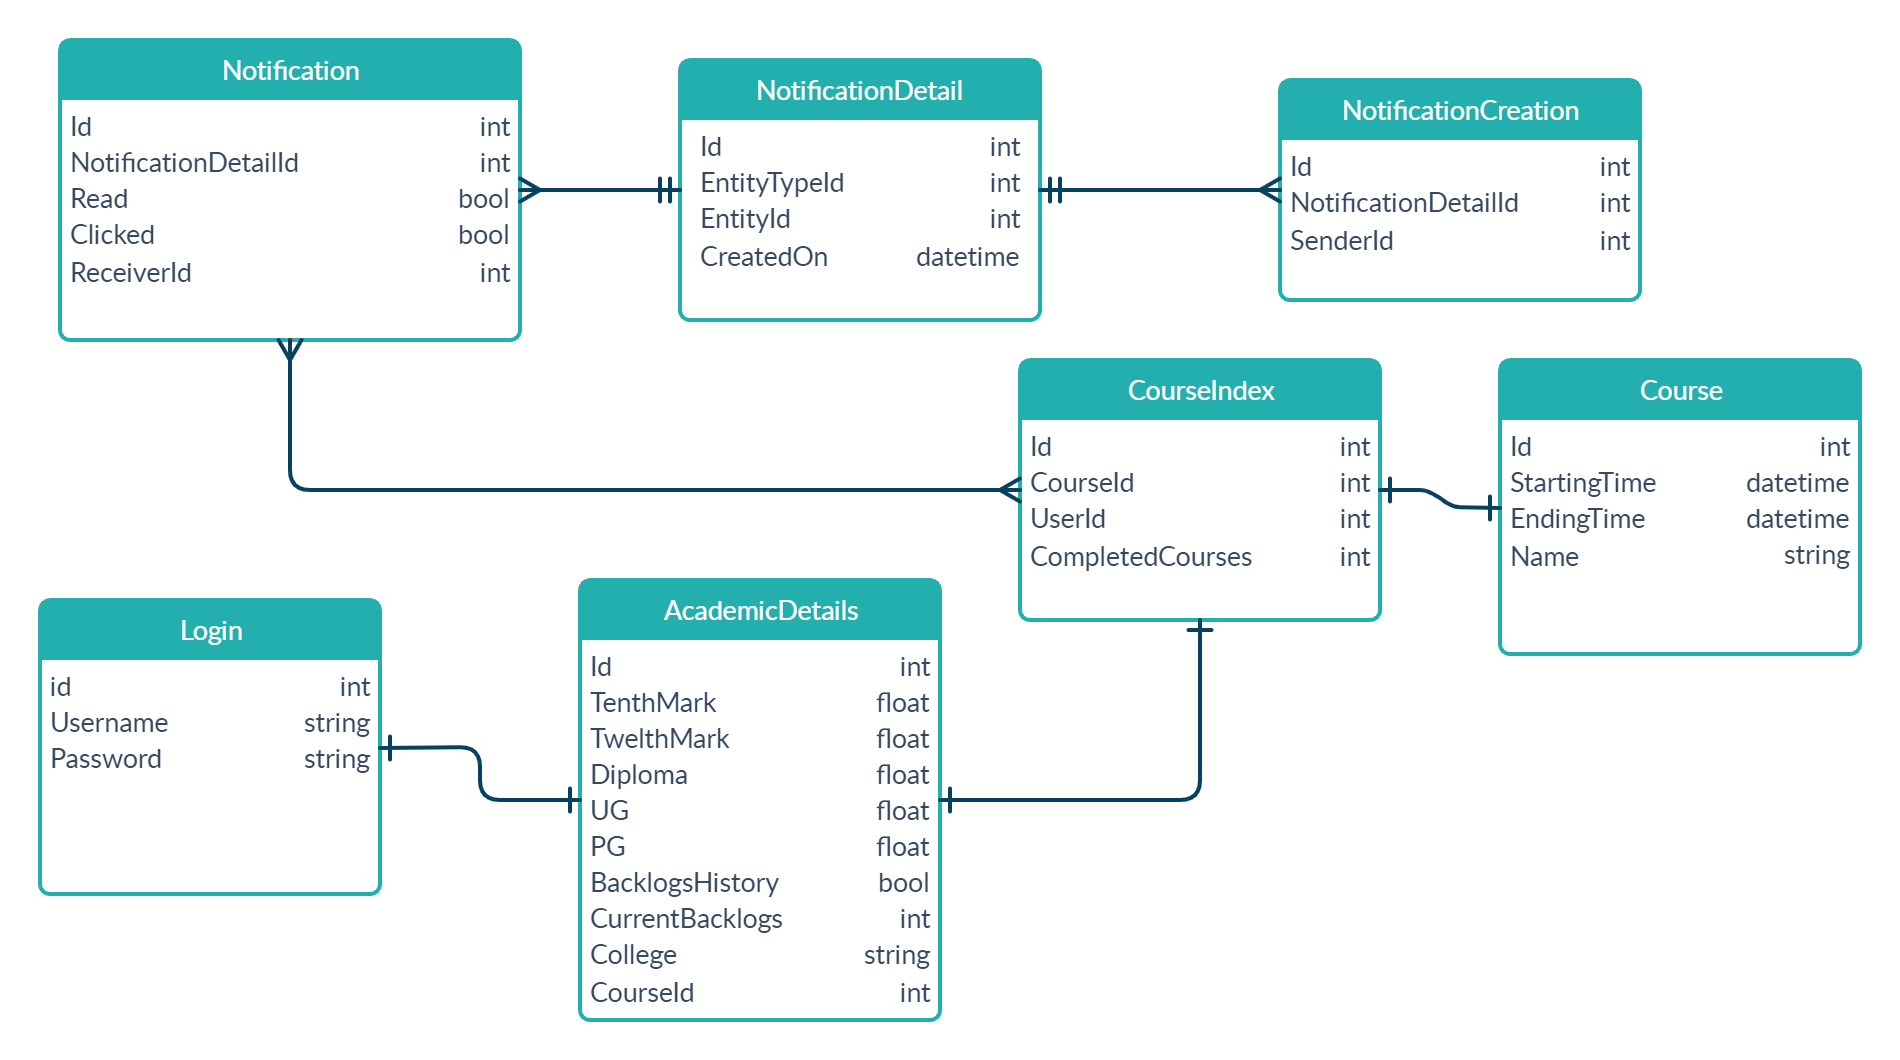 Notification
Id int
NotificationDetailId int
Read bool
Clicked bool
ReceiverId int
NotificationDetail
Id int
EntityTypeId int
EntityId int
CreatedOn datetime
NotificationCreation
Id int
NotificationDetailId int
SenderId int
CourseIndex
Id int
CourseId int
UserId int
CompletedCourses int
Course
Id int
StartingTime datetime
EndingTime datetime
Name string
Login
id int
Username string
Password string
AcademicDetails
Id int
TenthMark float
TwelthMark float
Diploma float
UG float
PG float
BacklogsHistory bool
CurrentBacklogs int
College string
CourseId int